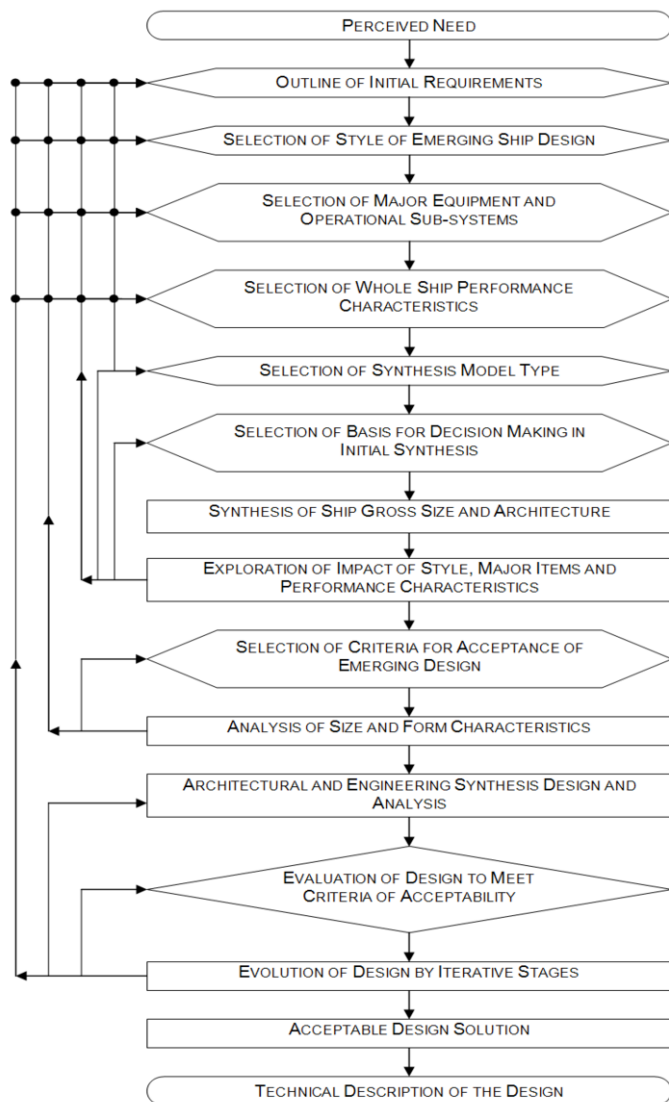 PERCEIVED NEED
OUTLINE OF INITIAL REQUIREMENTS
SELECTION OF STYLE OF EMERGING SHIP DESIGN
SELECTION OF MAJOR EQUIPMENT AND
OPERATIONAL SUB-SYSTEMS
SELECTION OF WHOLE SHIP PERFORMANCE
CHARACTERISTICS
SELECTION OF SYNTHESIS MODEL TYPE
SELECTION OF BASIS FOR DECISION MAKING IN
INITIAL SYNTHESIS
SYNTHESIS OF SHIP GROSS SIZE AND ARCHITECTURE
EXPLORATION OF IMPACT OF STYLE, MAJOR ITEMS AND
PERFORMANCE CHARACTERISTICS
SELECTION OF CRITERIA FOR ACCEPTANCE OF
EMERGING DESIGN
ANALYSIS OF SIZE AND FORM CHARACTERISTICS
ARCHITECTURAL AND ENGINEERING SYNTHESIS DESIGN AND
ANALYSIS
EVALUATION OF DESIGN TO MEET
CRITERIA OF ACCEPTABILITY
EVOLUTION OF DESIGN BY ITERATIVE STAGES
ACCEPTABLE DESIGN SOLUTION
TECHNICAL DESCRIPTION OF THE DESIGN